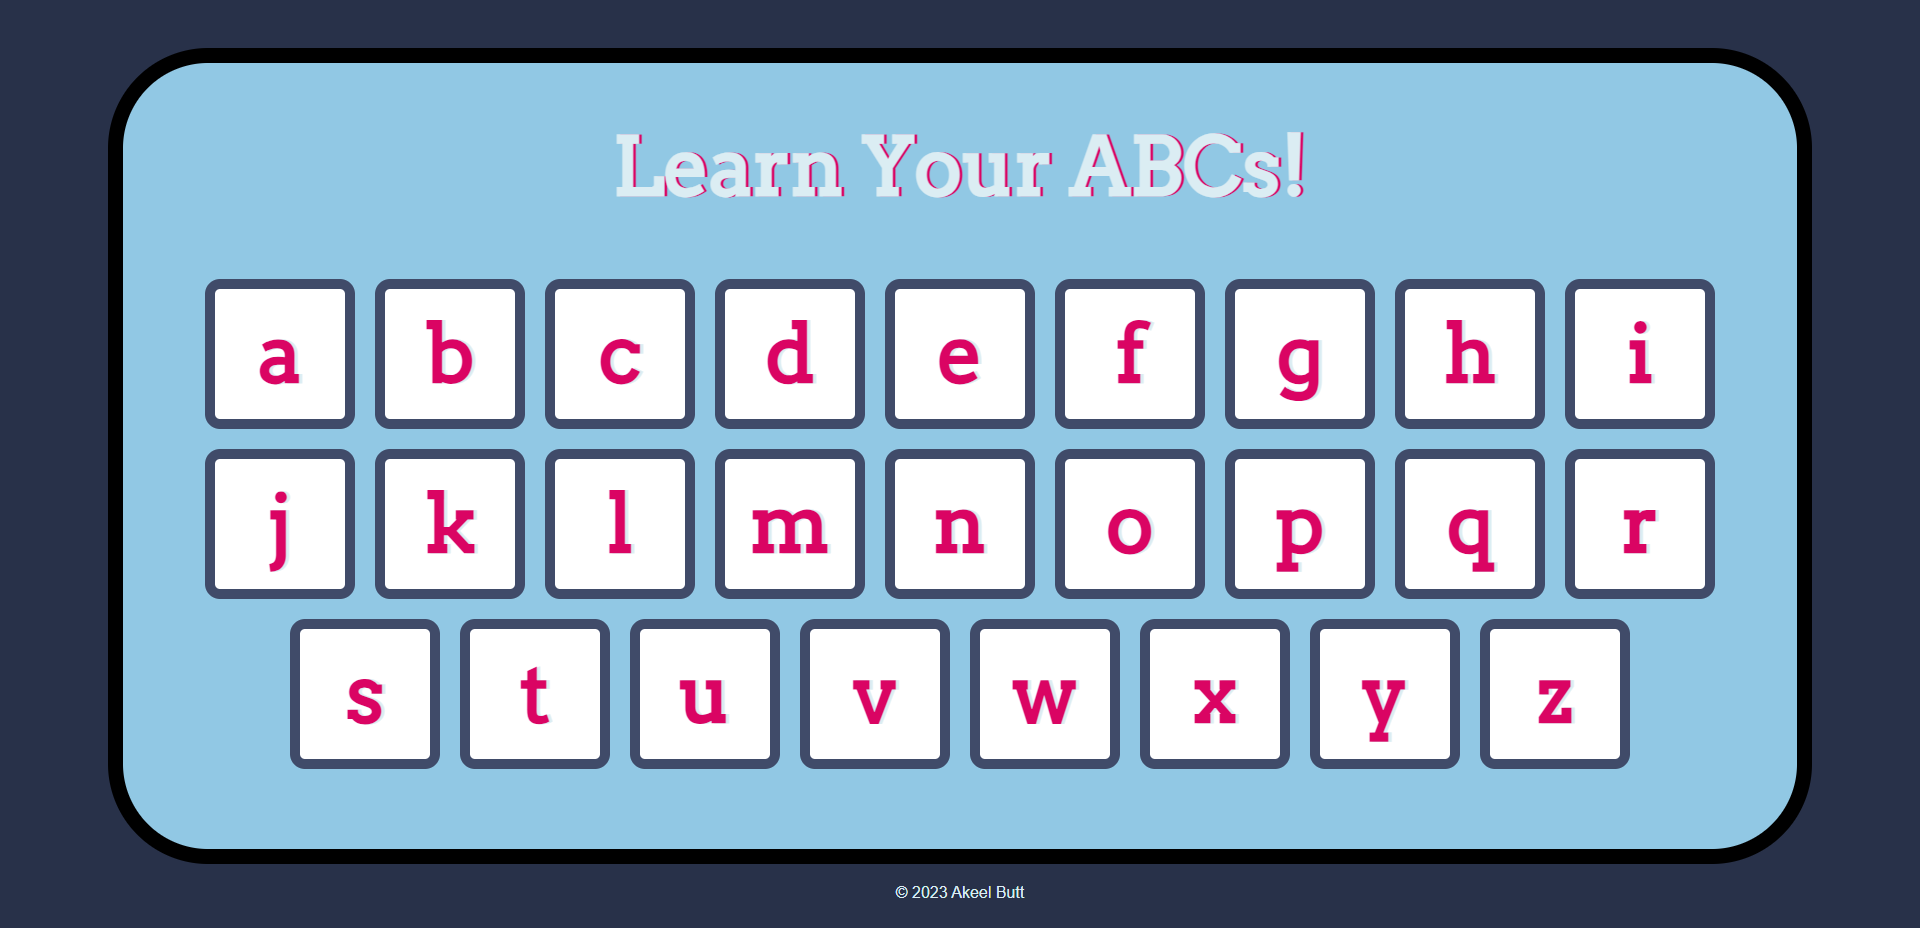 Learn Your ABCs!
a b c d e f g h i
j k l m n o p q r
s t u v w x y z
© 2023 Akeel Butt